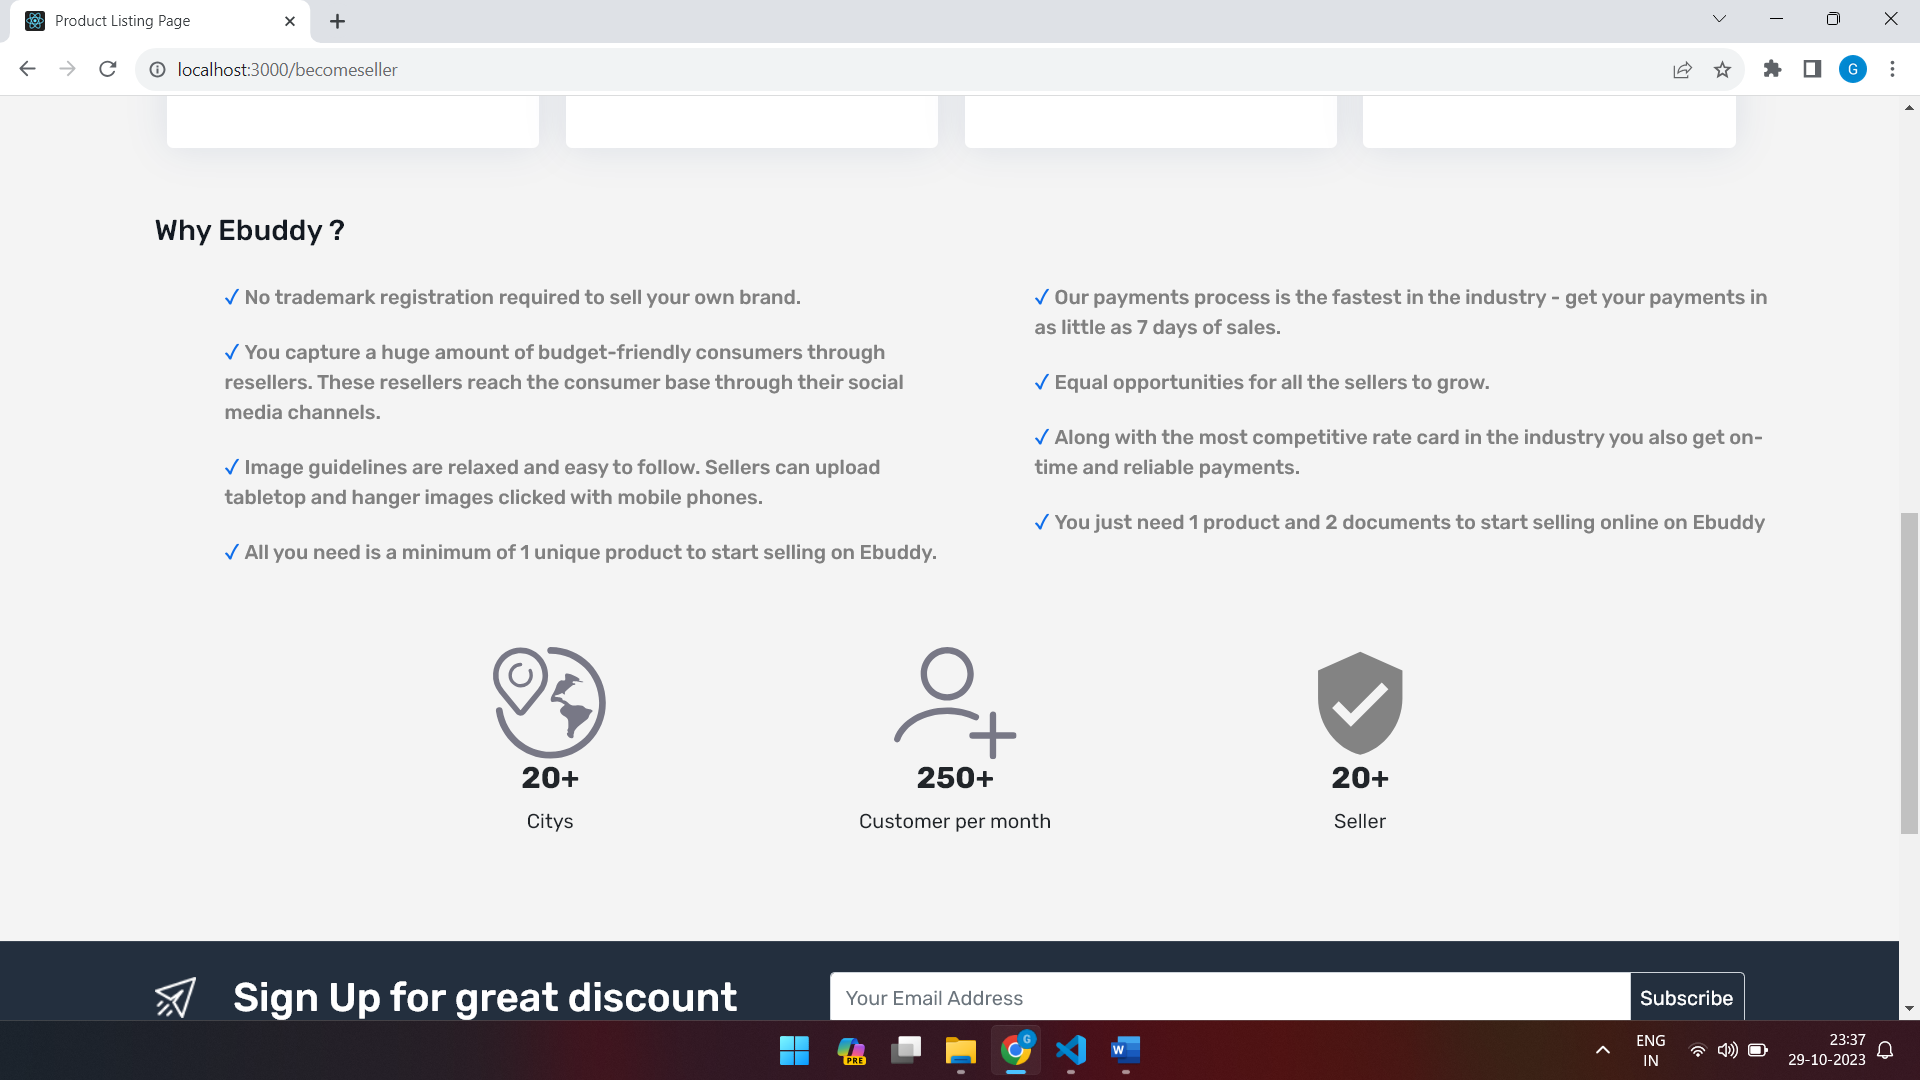 Product Listing Page
localhost:3000/becomeseller
G
Why Ebuddy ?
✓ No trademark registration required to sell your own brand.
✓ You capture a huge amount of budget-friendly consumers through
resellers. These resellers reach the consumer base through their social
media channels.
✓ Image guidelines are relaxed and easy to follow. Sellers can upload
tabletop and hanger images clicked with mobile phones.
✓ All you need is a minimum of 1 unique product to start selling on Ebuddy.
✓ Our payments process is the fastest in the industry - get your payments in
as little as 7 days of sales.
✓ Equal opportunities for all the sellers to grow.
✓ Along with the most competitive rate card in the industry you also get on-
time and reliable payments.
✓ You just need 1 product and 2 documents to start selling online on Ebuddy
20+
Citys
250+
Customer per month
20+
Seller
Sign Up for great discount
Your Email Address
Subscribe
PRE
G
W
ENG
IN
23:37
29-10-2023